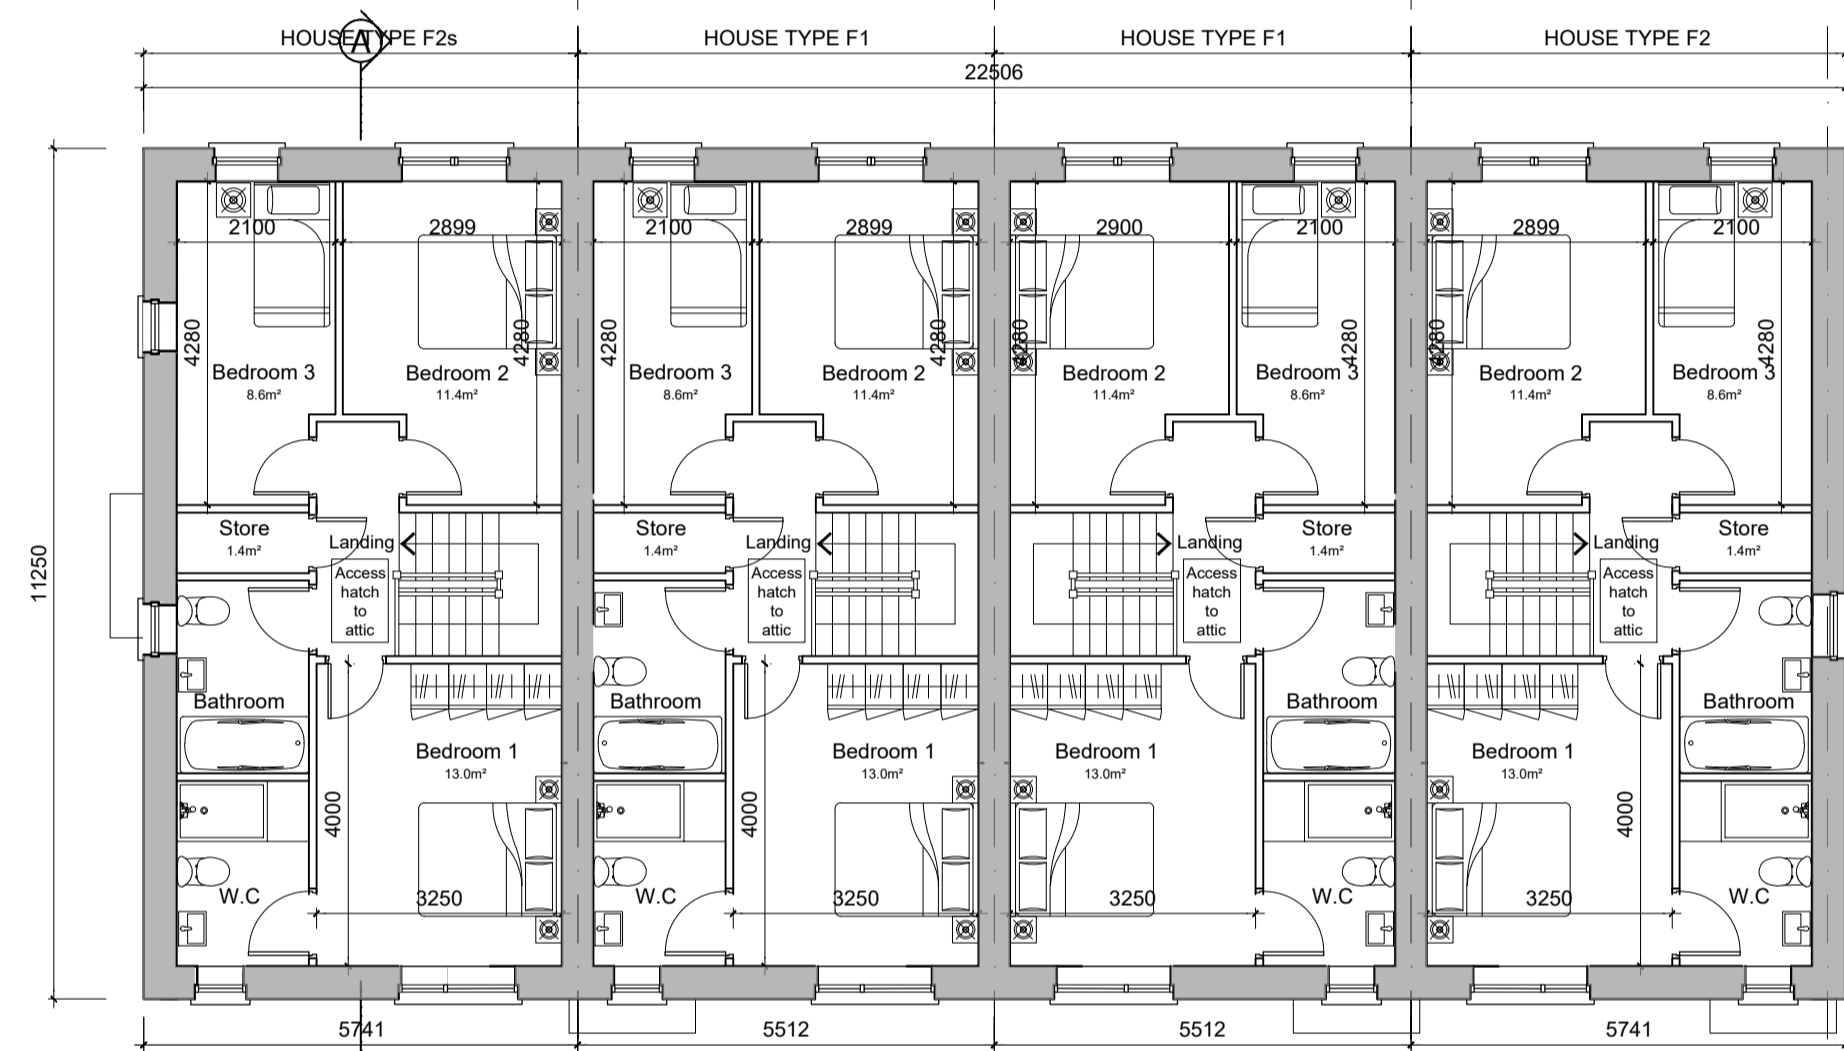 HOUSE TYPE F2s
HOUSE TYPE F1
HOUSE TYPE F1
HOUSE TYPE F2
A
22506
2100
2899
2100
2899
2900
2100
2899
2100
4280
4280
4280
4280
4280
4280
4280
4280
Bedroom 3
8.6m²
Bedroom 2
11.4m²
Bedroom 3
8.6m²
Bedroom 2
11.4m²
Bedroom 2
11.4m²
Bedroom 3
8.6m²
Bedroom 2
11.4m²
Bedroom 3
8.6m²
11250
Store
1.4m²
Landing
Access
hatch
to
attic
Store
1.4m²
Landing
Access
hatch
to
attic
Store
1.4m²
Landing
Access
hatch
to
attic
Store
1.4m²
Landing
Access
hatch
to
attic
Bathroom
Bathroom
Bathroom
Bathroom
Bedroom 1
13.0m²
Bedroom 1
13.0m²
Bedroom 1
13.0m²
Bedroom 1
13.0m²
4000
4000
4000
W.C
3250
W.C
3250
3250
W.C
3250
W.C
5741
5512
5512
5741